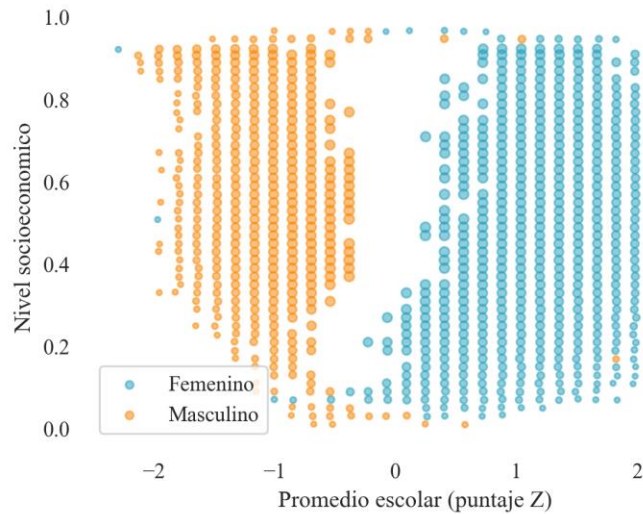 1.0
0.8
0.6
0.4
0.2
0.0
Nivel socioeconomico
Femenino
Masculino
−2
−1
0
1
2
Promedio escolar (puntaje Z)